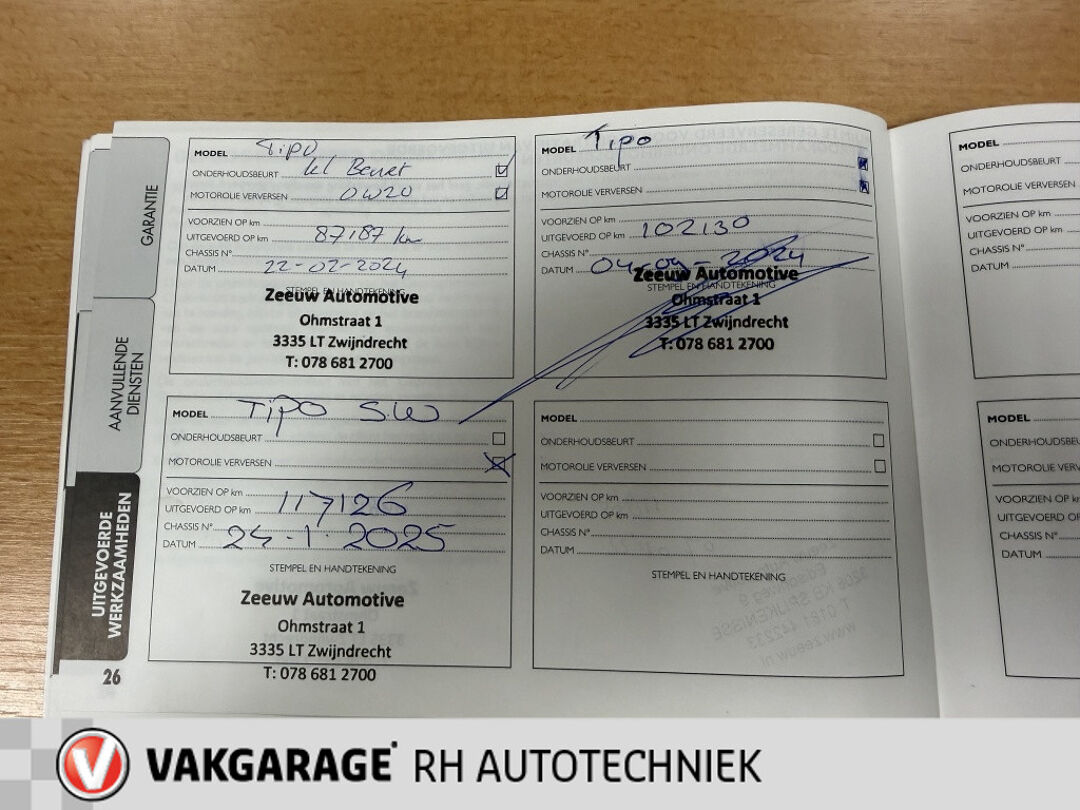 GARANTIE
AANVULLENDE
DIENSTEN
UITGEVOERDE
WERKZAAMHEDEN
26
MODEL Tipo
ONDERHOUDSBEURT kl Beurt
MOTOROLIE VERVERSEN 0W20
VOORZIEN OP km
UITGEVOERD OP km 87187 km
CHASSIS N°
DATUM 22-02-2024
STEMPEL EN HANDTEKENING
Zeeuw Automotive
Ohmstraat 1
3335 LT Zwijndrecht
T: 078 681 2700
MODEL Tipo
ONDERHOUDSBEURT
MOTOROLIE VERVERSEN
VOORZIEN OP km
UITGEVOERD OP km 102130
CHASSIS N°
DATUM 04-09-2024
STEMPEL EN HANDTEKENING
Zeeuw Automotive
Ohmstraat 1
3335 LT Zwijndrecht
T: 078 681 2700
MODEL TIPO S.W
ONDERHOUDSBEURT
MOTOROLIE VERVERSEN
VOORZIEN OP km
UITGEVOERD OP km 117126
CHASSIS N°
DATUM 24-1-2025
STEMPEL EN HANDTEKENING
Zeeuw Automotive
Ohmstraat 1
3335 LT Zwijndrecht
T: 078 681 2700
MODEL
ONDERHOUDSBEURT
MOTOROLIE VERVERSEN
VOORZIEN OP km
UITGEVOERD OP km
CHASSIS N°
DATUM
STEMPEL EN HANDTEKENING
MODEL
ONDERHOUDSBEURT
MOTOROLIE VERVERSEN
VOORZIEN OP km
UITGEVOERD OP km
CHASSIS N°
DATUM
MODEL
ONDERHOUDSBEU
MOTOROLIE VERV
VOORZIEN OP km
UITGEVOERD OP
CHASSIS N°
DATUM
VAKGARAGE RH AUTOTECHNIEK